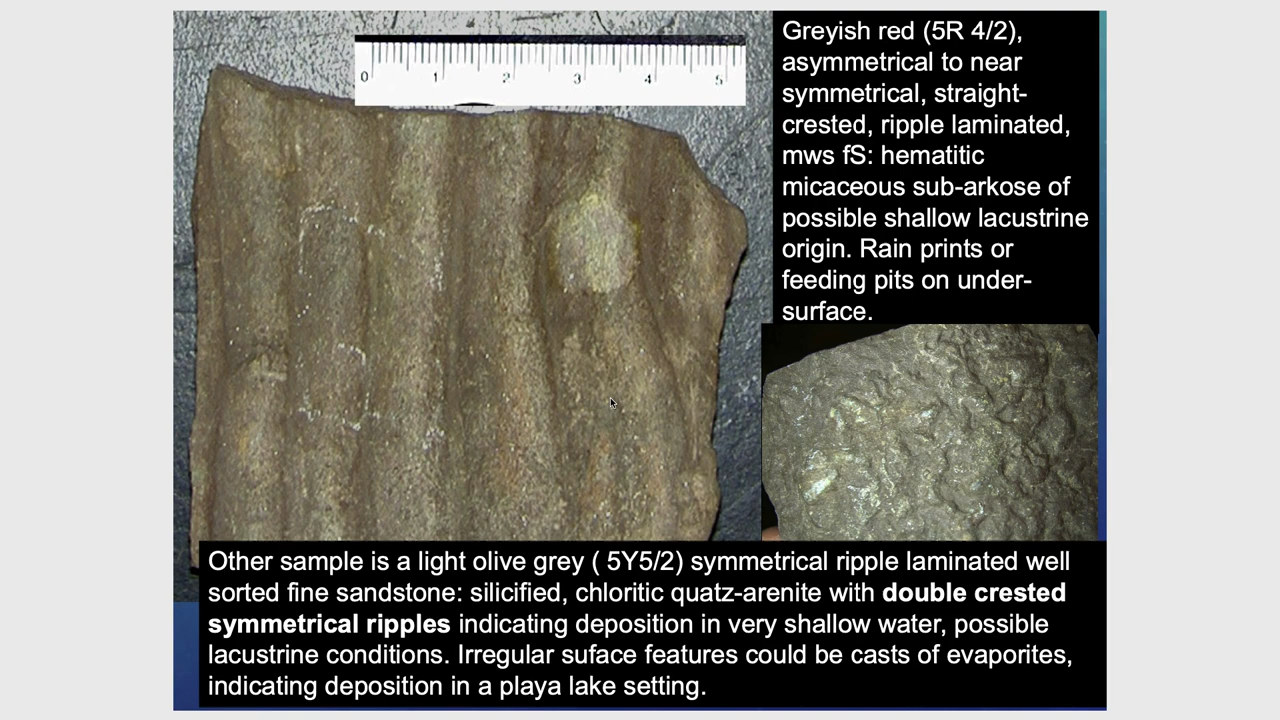 0 1 2 3 4 5
Greyish red (5R 4/2),
asymmetrical to near
symmetrical, straight-
crested, ripple laminated,
mws fS: hematitic
micaceous sub-arkose of
possible shallow lacustrine
origin. Rain prints or
feeding pits on under-
surface.
Other sample is a light olive grey ( 5Y5/2) symmetrical ripple laminated well
sorted fine sandstone: silicified, chloritic quatz-arenite with double crested
symmetrical ripples indicating deposition in very shallow water, possible
lacustrine conditions. Irregular suface features could be casts of evaporites,
indicating deposition in a playa lake setting.